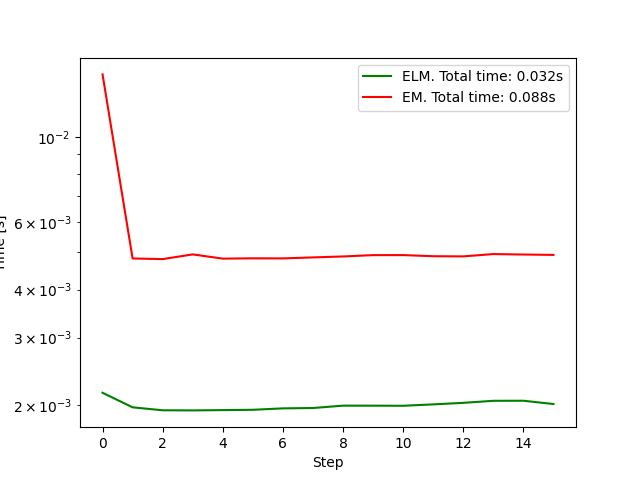 ELM. Total time: 0.032s
EM. Total time: 0.088s
10⁻²
6 × 10⁻³
4 × 10⁻³
3 × 10⁻³
2 × 10⁻³
0 2 4 6 8 10 12 14
Step